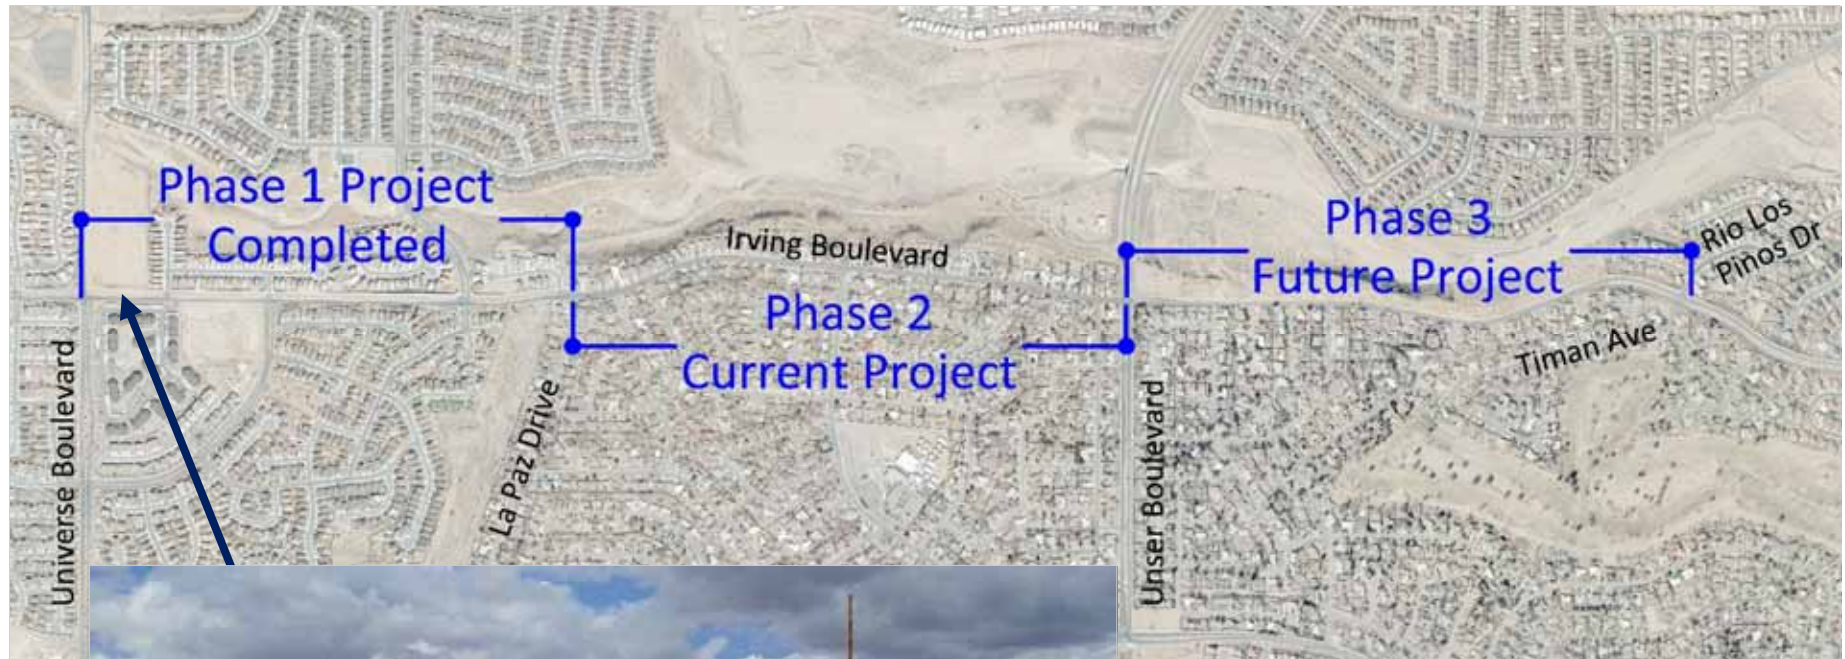 Phase 1 Project
Completed
Irving Boulevard
Phase 2
Current Project
Phase 3
Future Project
Rio Los
Pinos Dr
Tjman Ave
Universe Boulevard
La Paz Drive
Unser Boulevard